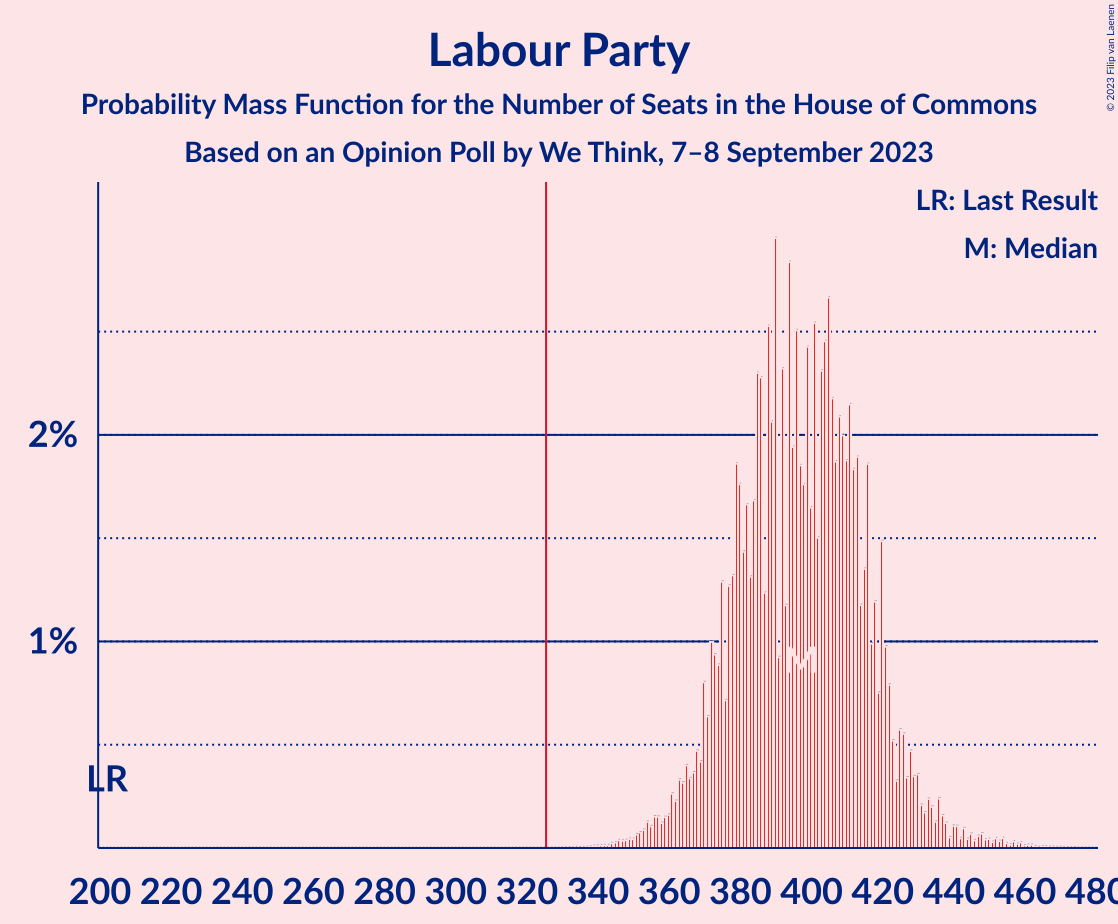 Labour Party
Probability Mass Function for the Number of Seats in the House of Commons
Based on an Opinion Poll by We Think, 7–8 September 2023
© 2023 Filip van Laenen
LR: Last Result
M: Median
2%
1%
M
LR
200 220 240 260 280 300 320 340 360 380 400 420 440 460 480